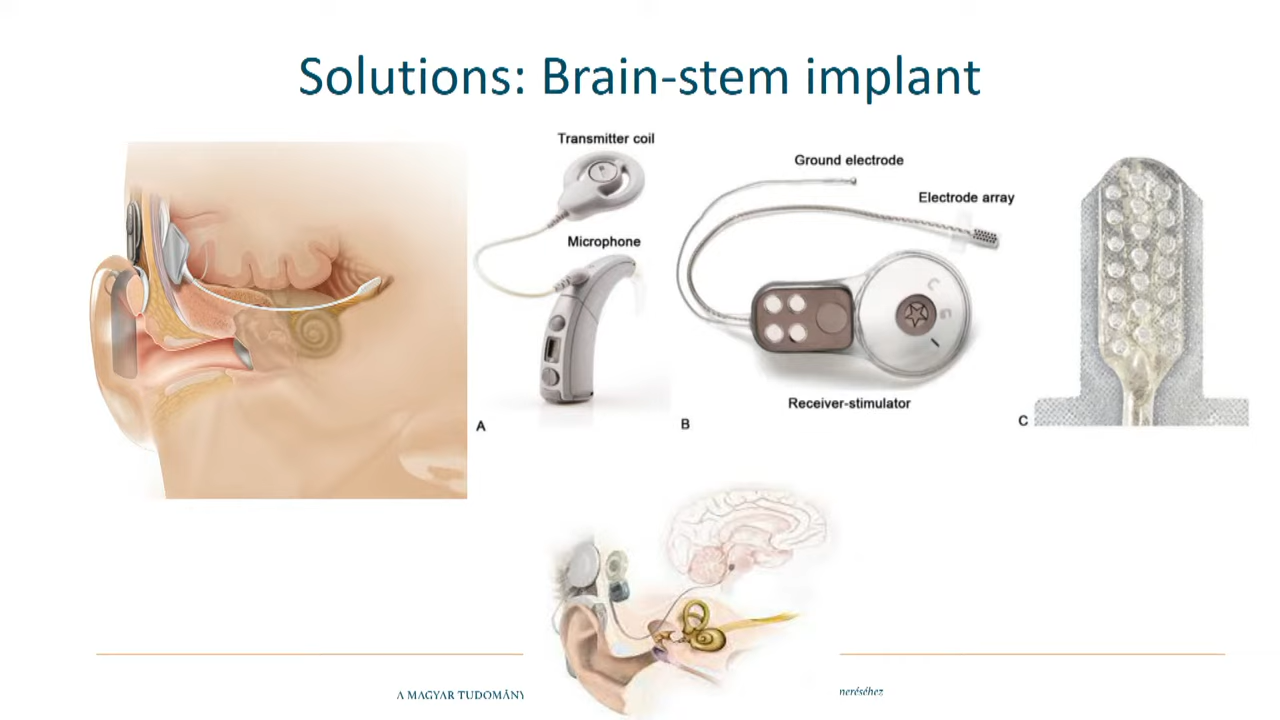 Solutions: Brain-stem implant
Transmitter coil
Microphone
A
Ground electrode
Electrode array
C
G
Receiver-stimulator
B
C
A MAGYAR TUDOMÁNY
neréséhez